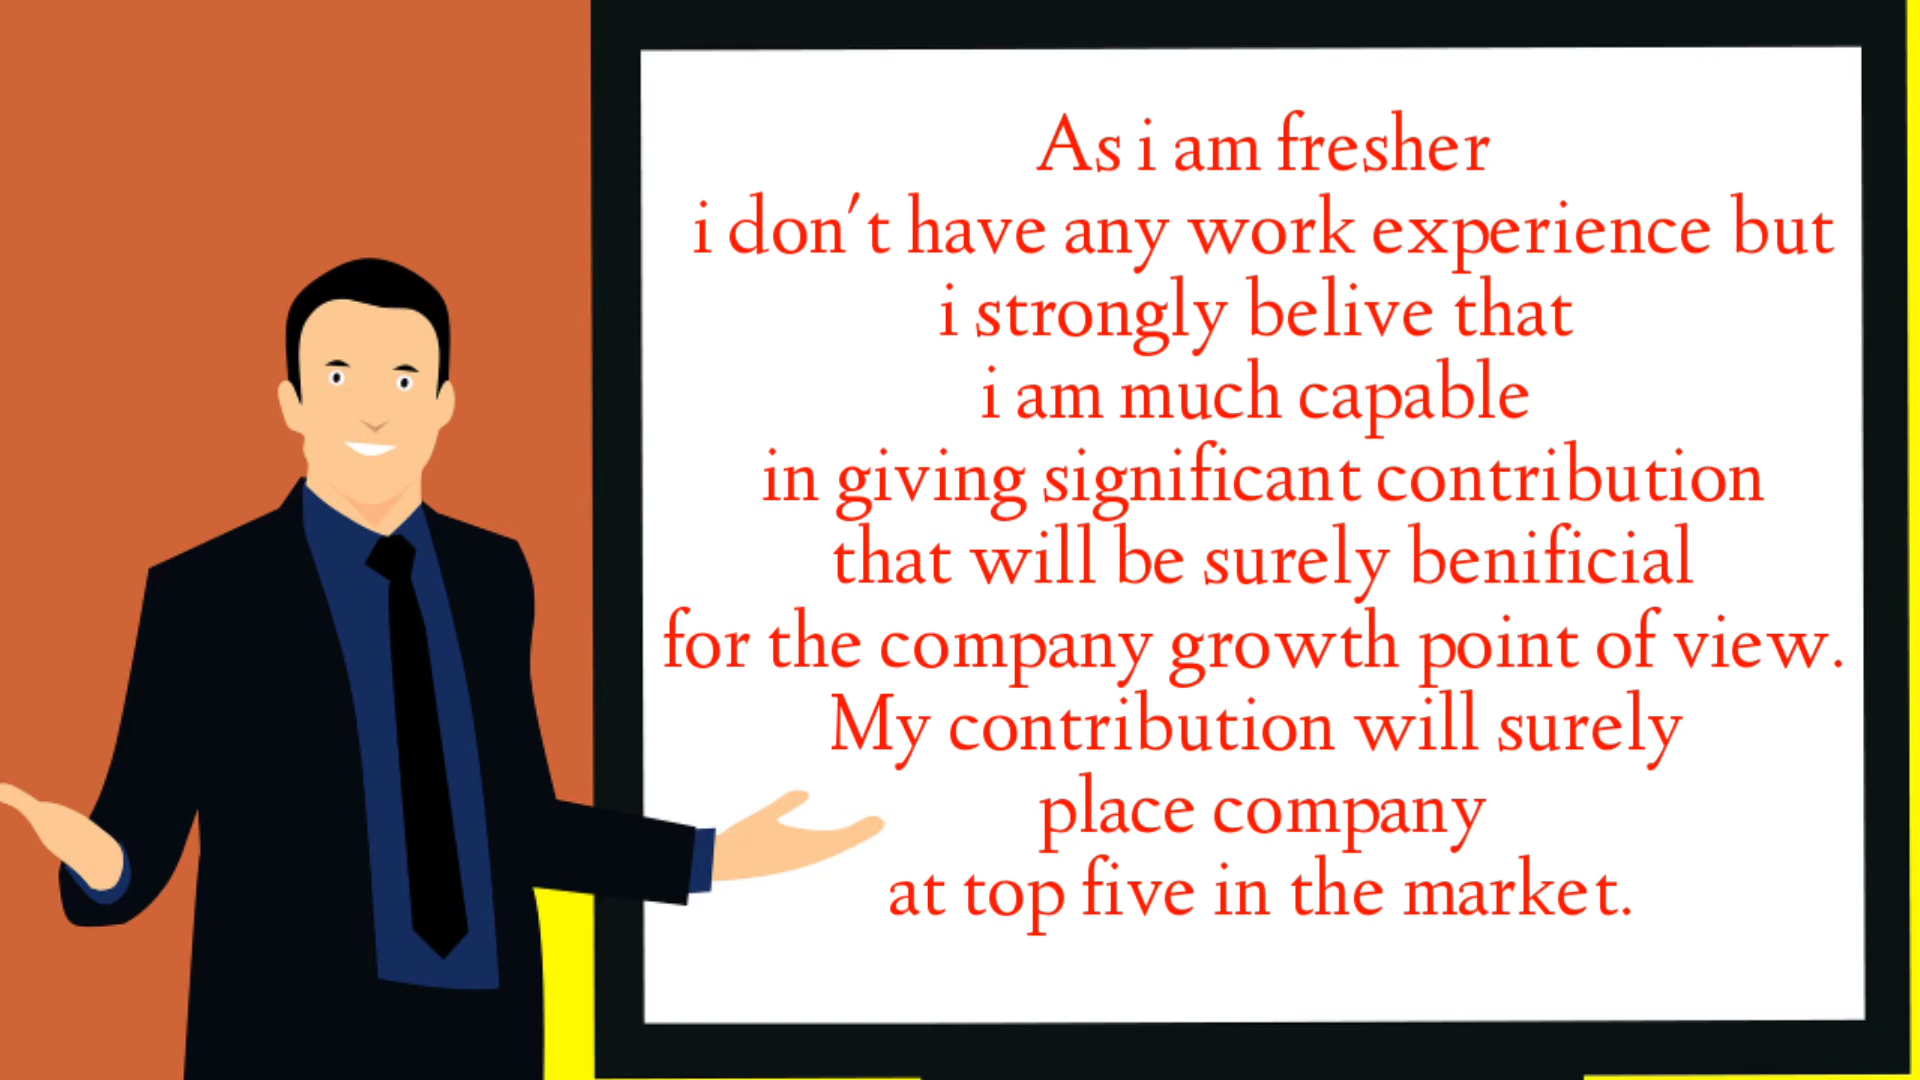 As i am fresher
i don't have any work experience but
i strongly belive that
i am much capable
in giving significant contribution
that will be surely benificial
for the company growth point of view.
My contribution will surely
place company
at top five in the market.